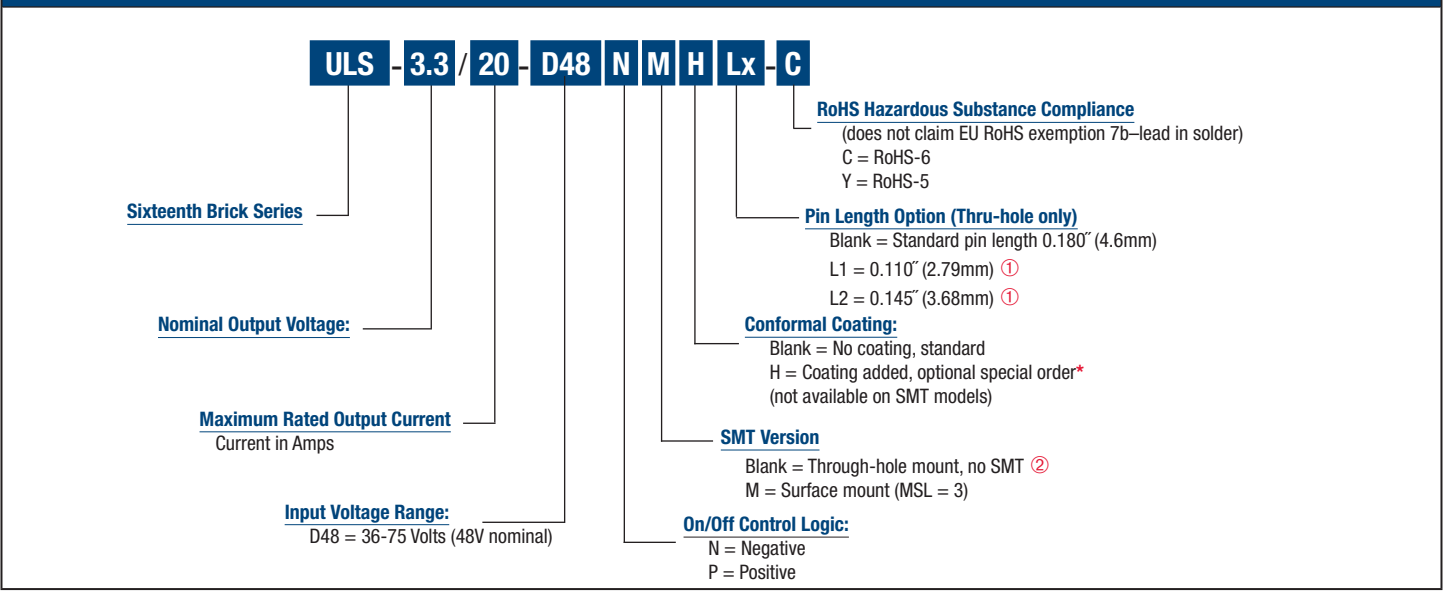 ULS - 3.3 / 20 - D48 N M H Lx - C
RoHS Hazardous Substance Compliance
(does not claim EU RoHS exemption 7b–lead in solder)
C = RoHS-6
Y = RoHS-5
Sixteenth Brick Series
Pin Length Option (Thru-hole only)
Blank = Standard pin length 0.180˝ (4.6mm)
L1 = 0.110˝ (2.79mm) ①
L2 = 0.145˝ (3.68mm) ①
Nominal Output Voltage:
Conformal Coating:
Blank = No coating, standard
H = Coating added, optional special order*
(not available on SMT models)
Maximum Rated Output Current
Current in Amps
SMT Version
Blank = Through-hole mount, no SMT ②
M = Surface mount (MSL = 3)
Input Voltage Range:
D48 = 36-75 Volts (48V nominal)
On/Off Control Logic:
N = Negative
P = Positive